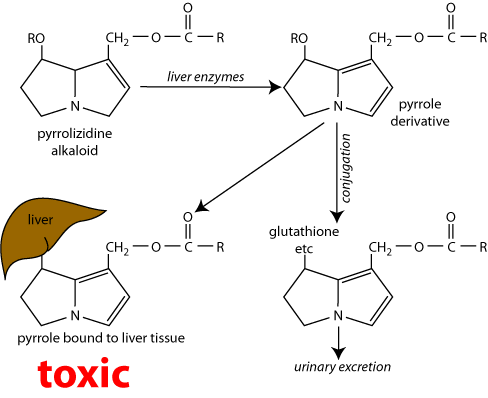 O
RO
CH2
O
C
R
N
pyrrolizidine
alkaloid
liver enzymes
O
RO
CH2
O
C
R
N
pyrrole
derivative
conjugation
liver
O
CH2
O
C
R
N
pyrrole bound to liver tissue
toxic
glutathione
etc
O
CH2
O
C
R
N
urinary excretion